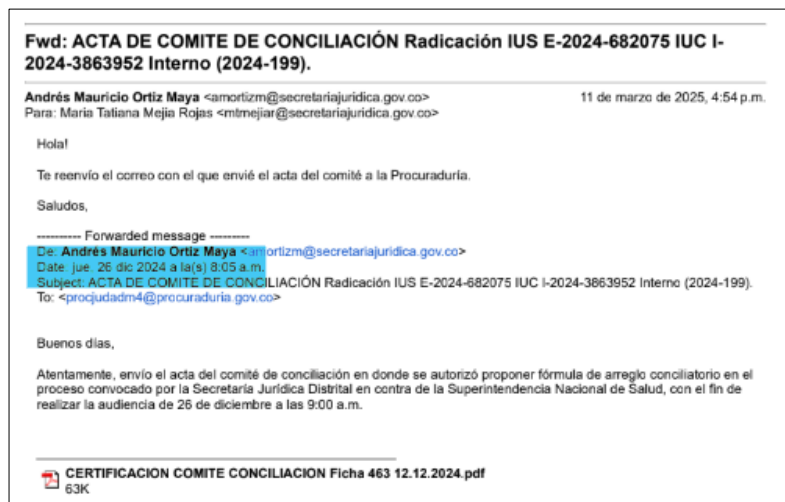 Fwd: ACTA DE COMITE DE CONCILIACIÓN Radicación IUS E-2024-682075 IUC I-
2024-3863952 Interno (2024-199).
Andrés Mauricio Ortiz Maya <amortizm@secretariajuridica.gov.co> 11 de marzo de 2025, 4:54 p.m.
Para: Maria Tatiana Mejia Rojas <mtmejiar@secretariajuridica.gov.co>
Hola!
Te reenvío el correo con el que envié el acta del comité a la Procuraduría.
Saludos,
---------- Forwarded message ---------
De: Andrés Mauricio Ortiz Maya <amortizm@secretariajuridica.gov.co>
Date: jue, 26 dic 2024 a la(s) 8:05 a.m.
Subject: ACTA DE COMITE DE CONCILIACIÓN Radicación IUS E-2024-682075 IUC I-2024-3863952 Interno (2024-199).
To: <procjudadm4@procuraduria.gov.co>
Buenos días,
Atentamente, envío el acta del comité de conciliación en donde se autorizó proponer fórmula de arreglo conciliatorio en el
proceso convocado por la Secretaría Jurídica Distrital en contra de la Superintendencia Nacional de Salud, con el fin de
realizar la audiencia de 26 de diciembre a las 9:00 a.m.
CERTIFICACION COMITE CONCILIACION Ficha 463 12.12.2024.pdf
63K